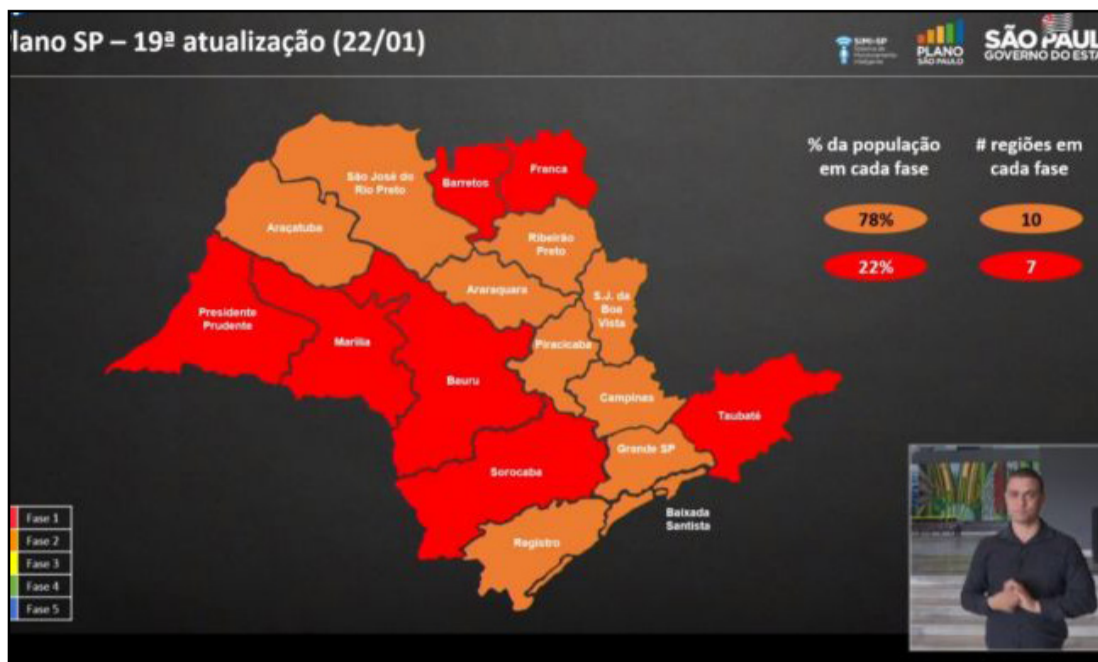 lano SP – 19ª atualização (22/01)
SIMI-SP
PLANO
SÃO PAULO
SÃO PAUL
GOVERNO DO ESTA
% da população
em cada fase
# regiões em
cada fase
78%
10
22%
7
São José do
Rio Preto
Barretos
Franca
Araçatuba
Ribeirão
Preto
Araraquara
S.J. da
Boa
Vista
Presidente
Prudente
Marília
Piracicaba
Bauru
Campinas
Taubaté
Grande SP
Sorocaba
Baixada
Santista
Registro
Fase 1
Fase 2
Fase 3
Fase 4
Fase 5